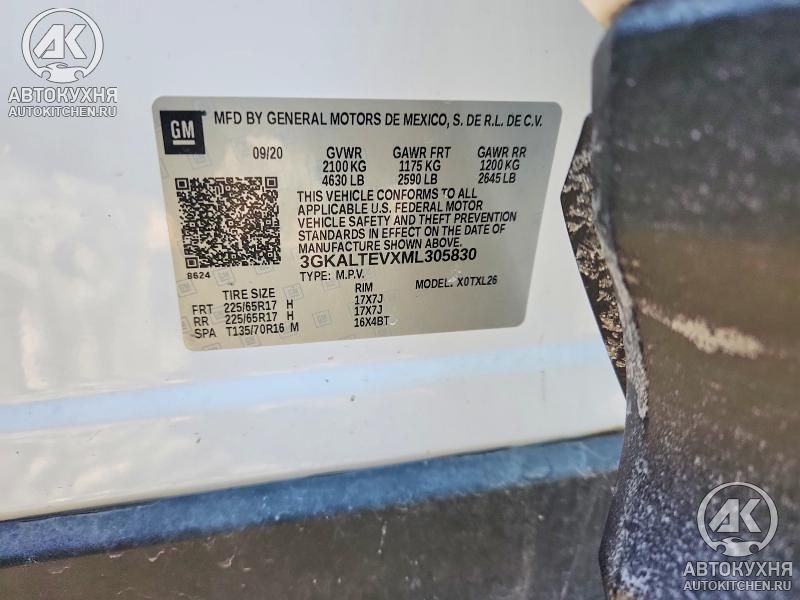 AK
АВТОКУХНЯ
AUTOKITCHEN.RU
GM
MFD BY GENERAL MOTORS DE MEXICO, S. DE R.L. DE C.V.
09/20 GVWR GAWR FRT GAWR RR
2100 KG 1175 KG 1200 KG
4630 LB 2590 LB 2645 LB
THIS VEHICLE CONFORMS TO ALL
APPLICABLE U.S. FEDERAL MOTOR
VEHICLE SAFETY AND THEFT PREVENTION
STANDARDS IN EFFECT ON THE DATE OF
MANUFACTURE SHOWN ABOVE.
8624
3GKALTEVXML305830
TYPE: M.P.V. MODEL: X0TXL26
TIRE SIZE RIM
FRT 225/65R17 H 17X7J
RR 225/65R17 H 17X7J
SPA T135/70R16 M 16X4BT
AK
АВТОКУХНЯ
AUTOKITCHEN.RU